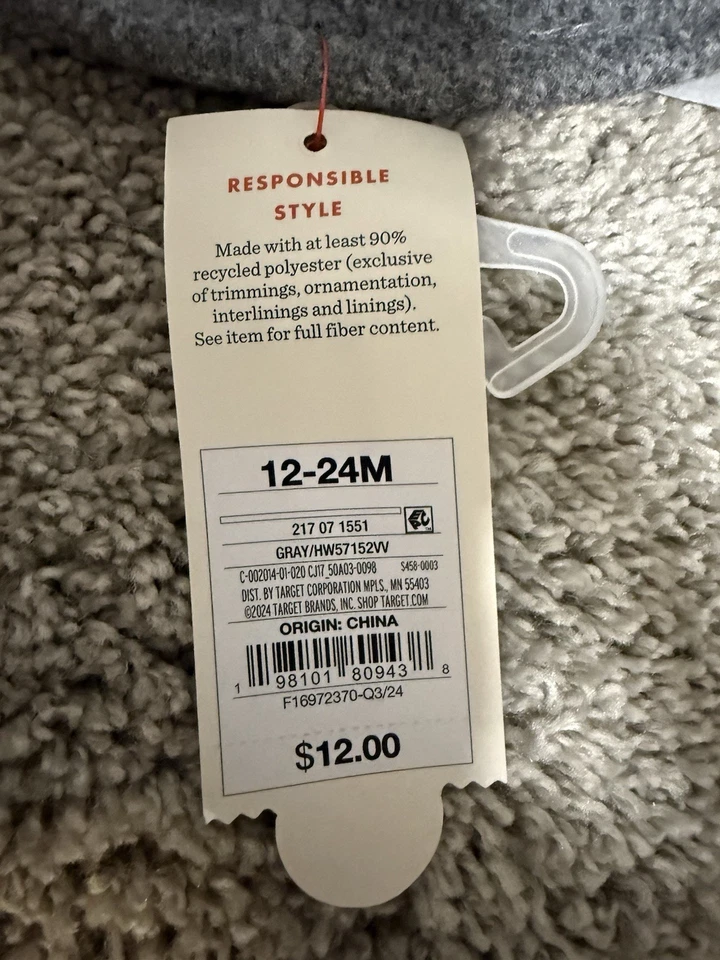 RESPONSIBLE
STYLE
Made with at least 90%
recycled polyester (exclusive
of trimmings, ornamentation,
interlinings and linings).
See item for full fiber content.
12-24M
217 07 1551
GRAY/HW57152VV
C-002014-01-020 CJ17_50A03-0098 S458-0003
DIST. BY TARGET CORPORATION MPLS., MN 55403
©2024 TARGET BRANDS, INC. SHOP TARGET.COM
ORIGIN: CHINA
1 98101 80943 8
F16972370-Q3/24
$12.00